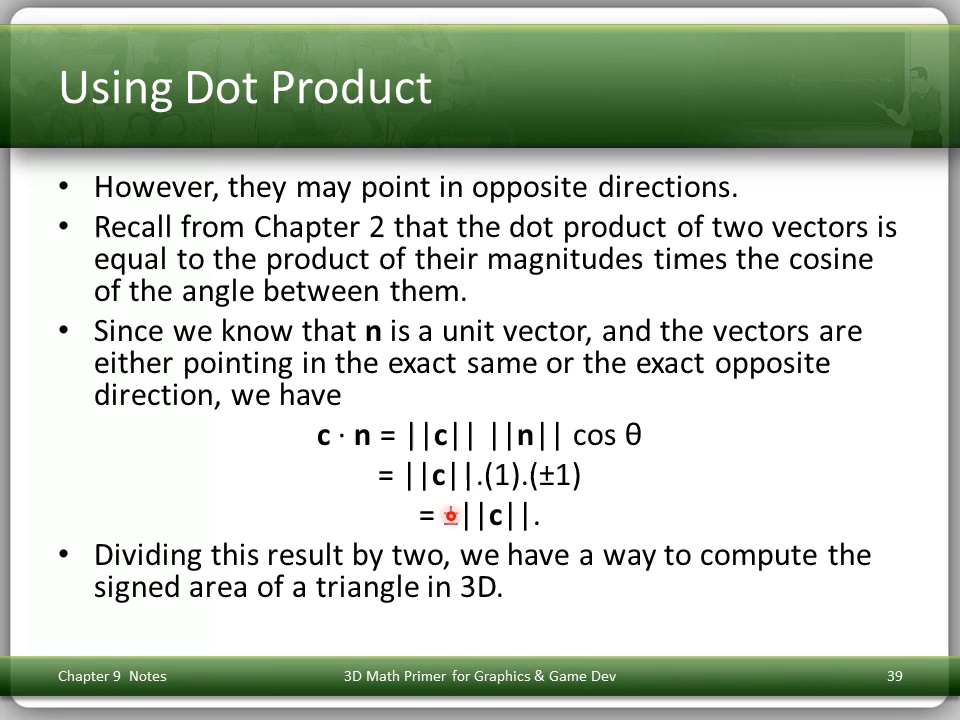 Using Dot Product
• However, they may point in opposite directions.
• Recall from Chapter 2 that the dot product of two vectors is
equal to the product of their magnitudes times the cosine
of the angle between them.
• Since we know that n is a unit vector, and the vectors are
either pointing in the exact same or the exact opposite
direction, we have
c · n = ||c|| ||n|| cos θ
= ||c||.(1).(±1)
= ±||c||.
• Dividing this result by two, we have a way to compute the
signed area of a triangle in 3D.
Chapter 9 Notes
3D Math Primer for Graphics & Game Dev
39